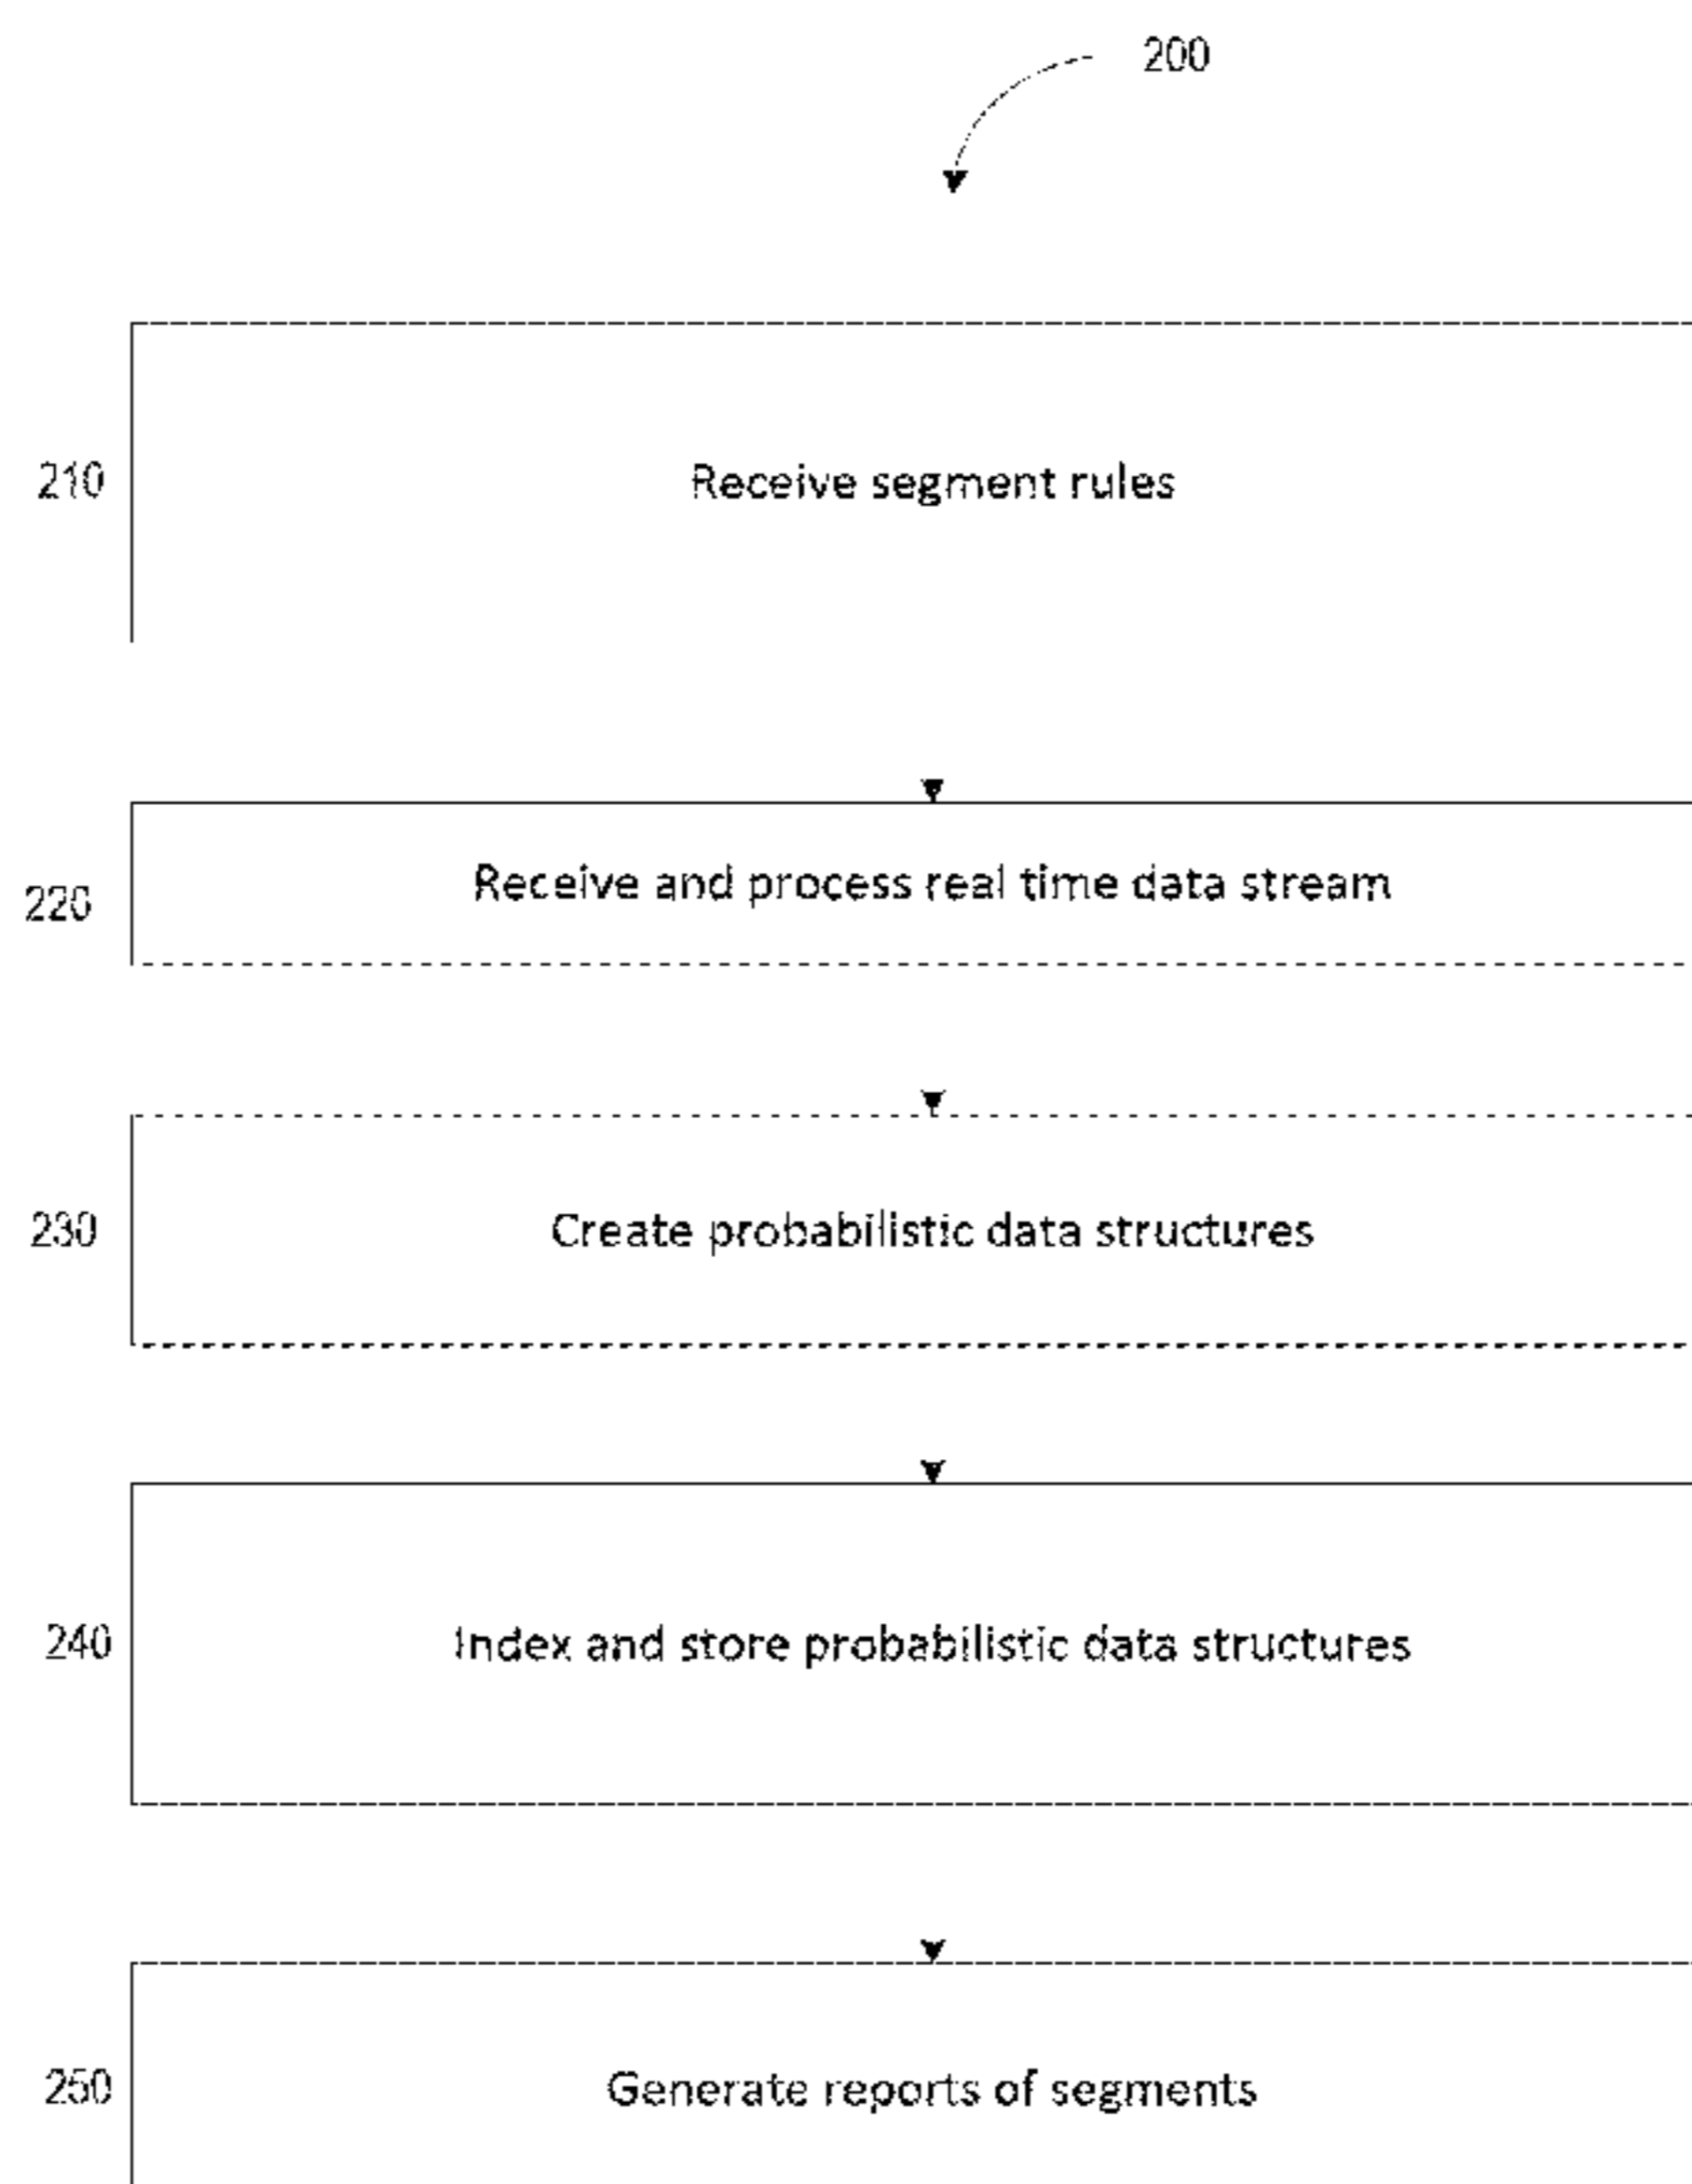 200
210
Receive segment rules
220
Receive and process real time data stream
230
Create probabilistic data structures
240
Index and store probabilistic data structures
250
Generate reports of segments